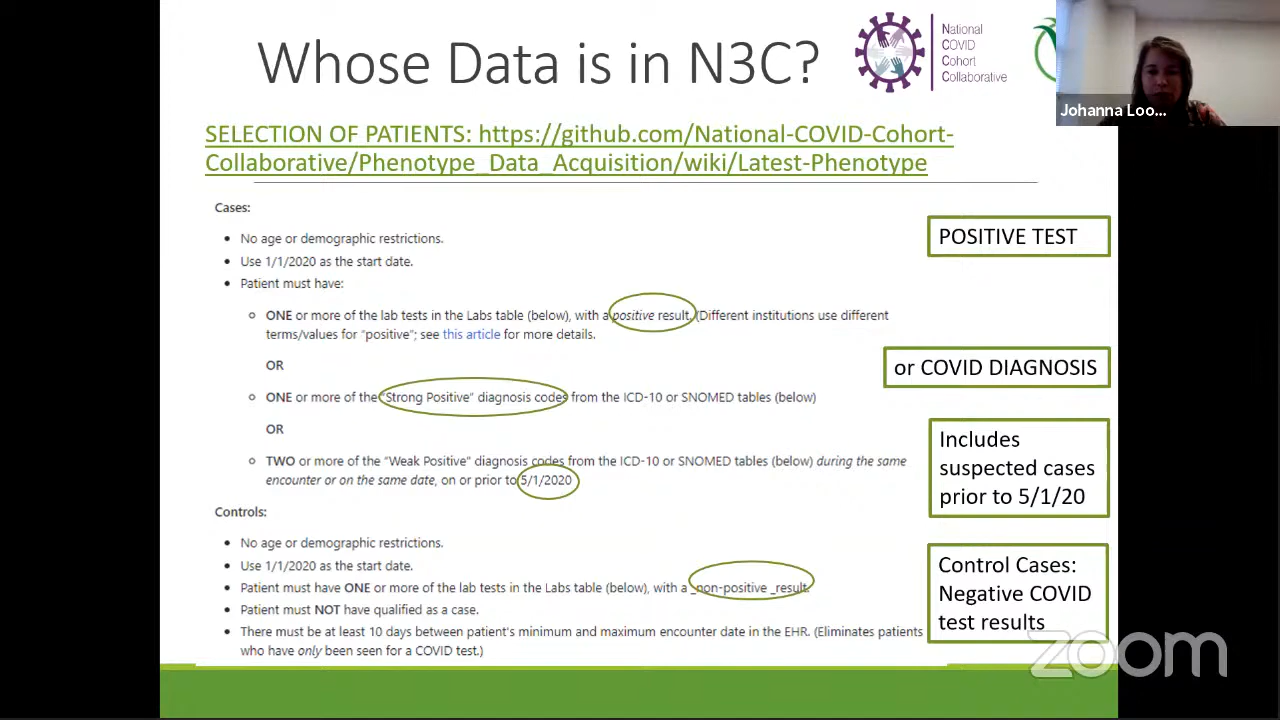 Whose Data is in N3C?
National
COVID
Cohort
Collaborative
Johanna Loo...
SELECTION OF PATIENTS: https://github.com/National-COVID-Cohort-
Collaborative/Phenotype_Data_Acquisition/wiki/Latest-Phenotype
Cases:
• No age or demographic restrictions.
• Use 1/1/2020 as the start date.
• Patient must have:
POSITIVE TEST
ONE or more of the lab tests in the Labs table (below), with a positive result. (Different institutions use different
terms/values for "positive"; see this article for more details.
OR
or COVID DIAGNOSIS
ONE or more of the "Strong Positive" diagnosis codes from the ICD-10 or SNOMED tables (below)
OR
TWO or more of the "Weak Positive" diagnosis codes from the ICD-10 or SNOMED tables (below) during the same
encounter or on the same date, on or prior to 5/1/2020
Includes
suspected cases
prior to 5/1/20
Controls:
• No age or demographic restrictions.
• Use 1/1/2020 as the start date.
• Patient must have ONE or more of the lab tests in the Labs table (below), with a _non-positive _result.
• Patient must NOT have qualified as a case.
• There must be at least 10 days between patient's minimum and maximum encounter date in the EHR. (Eliminates patients
who have only been seen for a COVID test.)
Control Cases:
Negative COVID
test results
zoom